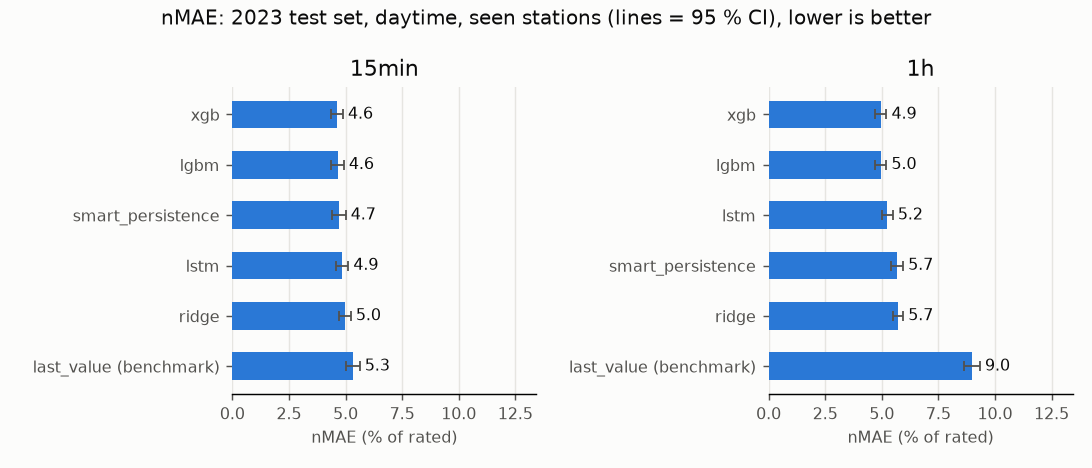 nMAE: 2023 test set, daytime, seen stations (lines = 95 % CI), lower is better
15min
xgb 4.6
lgbm 4.6
smart_persistence 4.7
lstm 4.9
ridge 5.0
last_value (benchmark) 5.3
0.0 2.5 5.0 7.5 10.0 12.5
nMAE (% of rated)
1h
xgb 4.9
lgbm 5.0
lstm 5.2
smart_persistence 5.7
ridge 5.7
last_value (benchmark) 9.0
0.0 2.5 5.0 7.5 10.0 12.5
nMAE (% of rated)